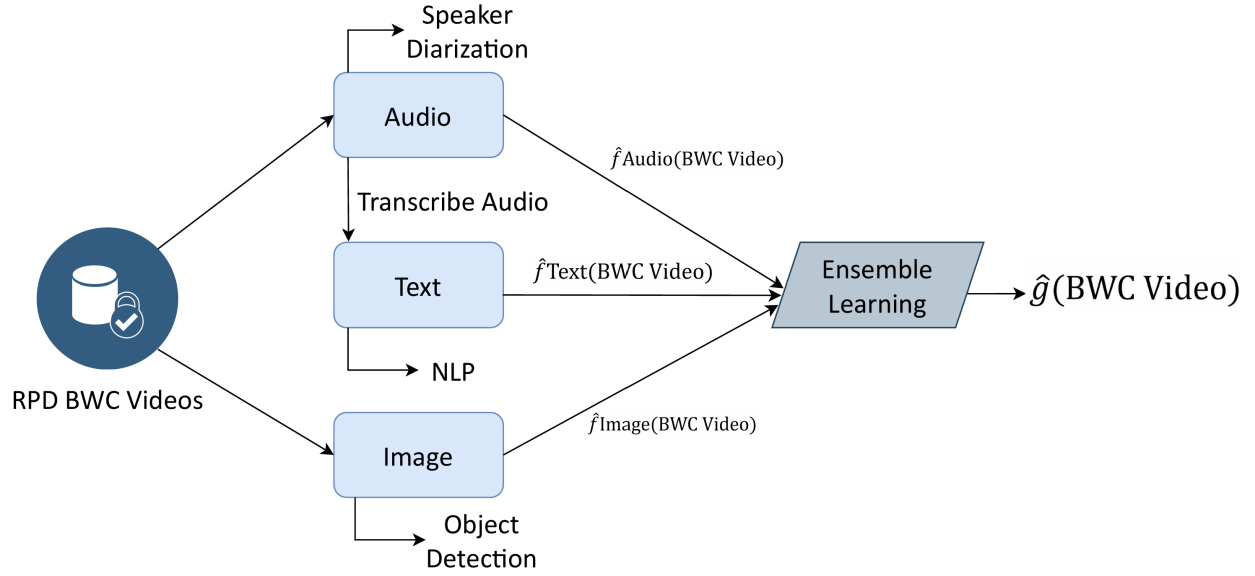 Speaker
Diarization
Audio
f̂Audio(BWC Video)
Transcribe Audio
Text
f̂Text(BWC Video)
Ensemble
Learning
ĝ(BWC Video)
NLP
RPD BWC Videos
f̂Image(BWC Video)
Image
Object
Detection